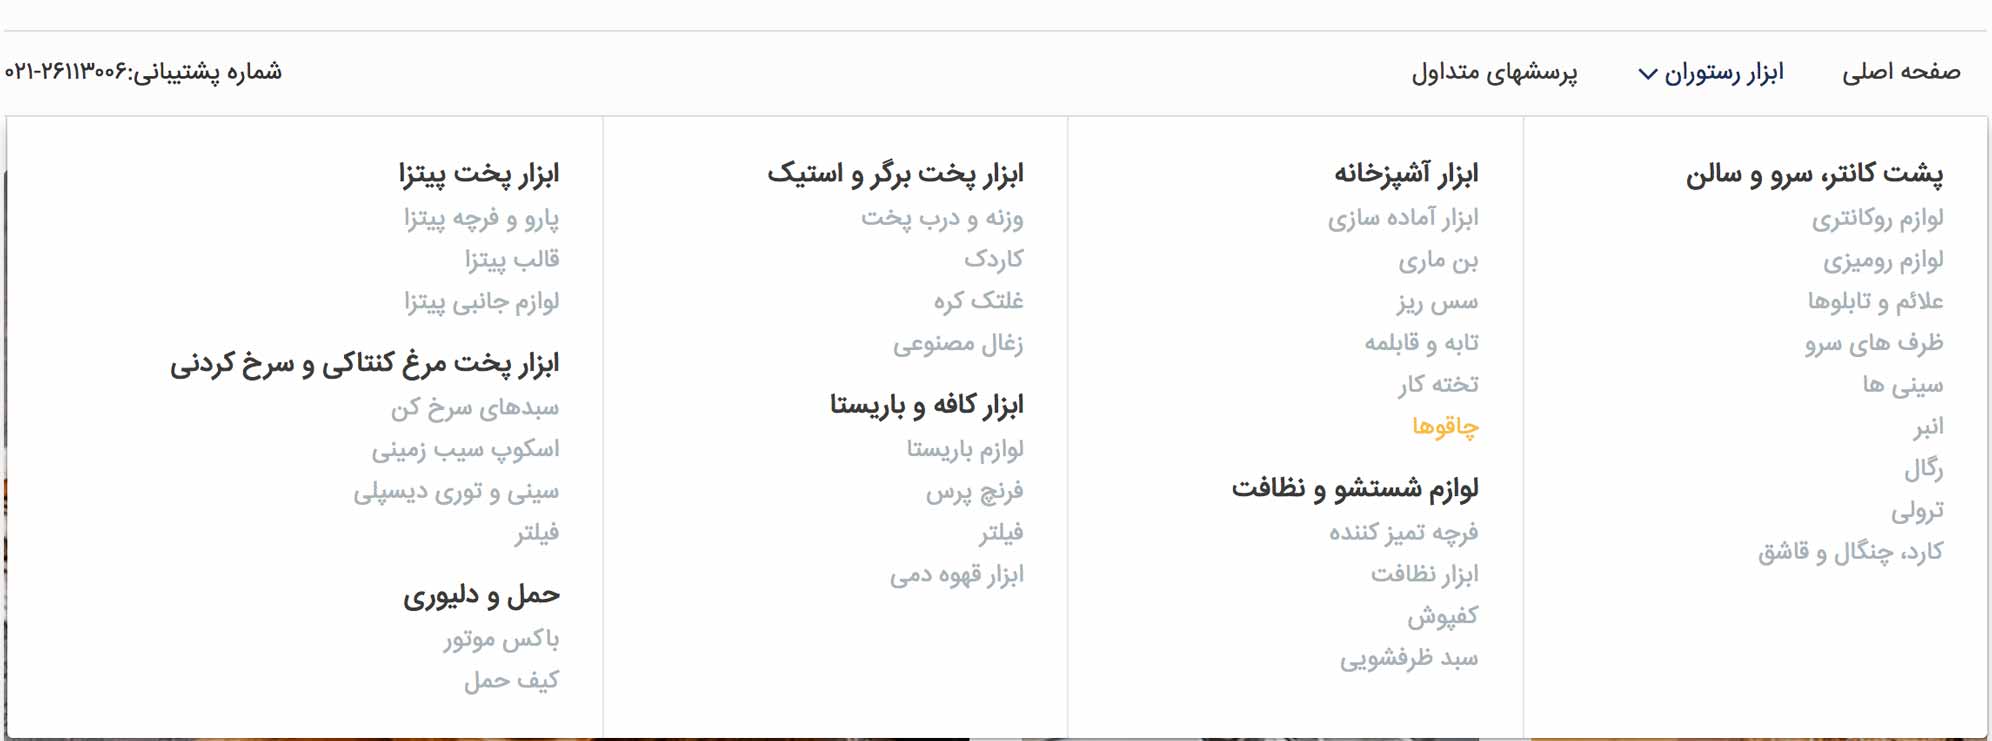 صفحه اصلی
ابزار رستوران
پرسشهای متداول
شماره پشتیبانی:۰۲۱-۲۶۱۱۳۰۰۶
پشت کانتر، سرو و سالن
لوازم روکانتری
لوازم رومیزی
علائم و تابلوها
ظرف های سرو
سینی ها
انبر
رگال
ترولی
کارد، چنگال و قاشق
ابزار آشپزخانه
ابزار آماده سازی
بن ماری
سس ریز
تابه و قابلمه
تخته کار
چاقوها
لوازم شستشو و نظافت
فرچه تمیز کننده
ابزار نظافت
کفپوش
سبد ظرفشویی
ابزار پخت برگر و استیک
وزنه و درب پخت
کاردک
غلتک کره
زغال مصنوعی
ابزار کافه و باریستا
لوازم باریستا
فرنچ پرس
فیلتر
ابزار قهوه دمی
ابزار پخت پیتزا
پارو و فرچه پیتزا
قالب پیتزا
لوازم جانبی پیتزا
ابزار پخت مرغ کنتاکی و سرخ کردنی
سبدهای سرخ کن
اسکوپ سیب زمینی
سینی و توری دیسپلی
فیلتر
حمل و دلیوری
باکس موتور
کیف حمل